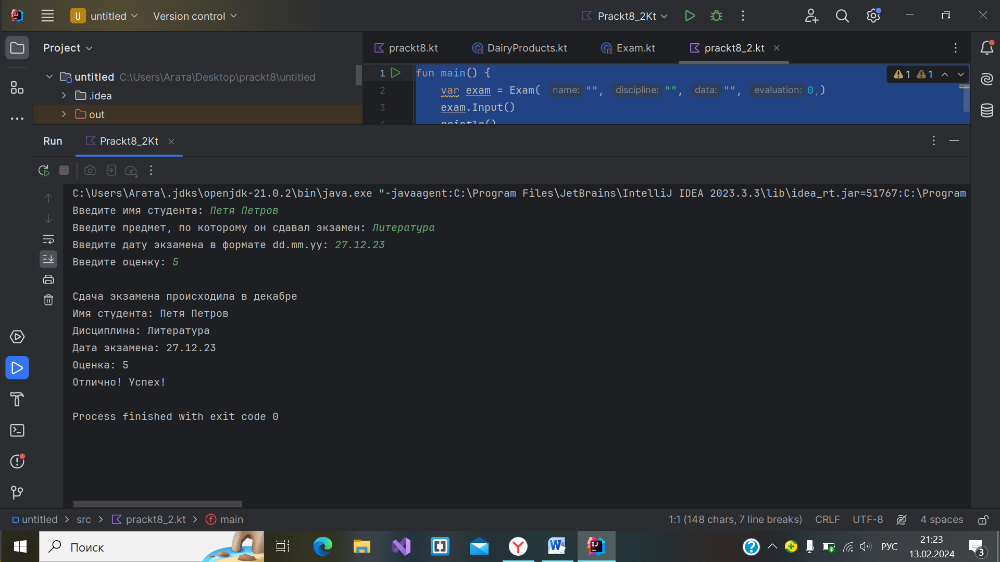 U untitled Version control Prackt8_2Kt
Project prackt8.kt DairyProducts.kt Exam.kt prackt8_2.kt
untitled C:\Users\Агата\Desktop\prackt8\untitled
.idea
out
1 fun main() {
2 var exam = Exam( name: "", discipline: "", data: "", evaluation: 0,)
3 exam.Input()
4 println()
1 1
Run Prackt8_2Kt
C:\Users\Агата\.jdks\openjdk-21.0.2\bin\java.exe "-javaagent:C:\Program Files\JetBrains\IntelliJ IDEA 2023.3.3\lib\idea_rt.jar=51767:C:\Program
Введите имя студента: Петя Петров
Введите предмет, по которому он сдавал экзамен: Литература
Введите дату экзамена в формате dd.mm.yy: 27.12.23
Введите оценку: 5
Сдача экзамена происходила в декабре
Имя студента: Петя Петров
Дисциплина: Литература
Дата экзамена: 27.12.23
Оценка: 5
Отлично! Успех!
Process finished with exit code 0
untitled > src > prackt8_2.kt > main
1:1 (148 chars, 7 line breaks) CRLF UTF-8 4 spaces
Поиск
РУС
21:23
13.02.2024
3